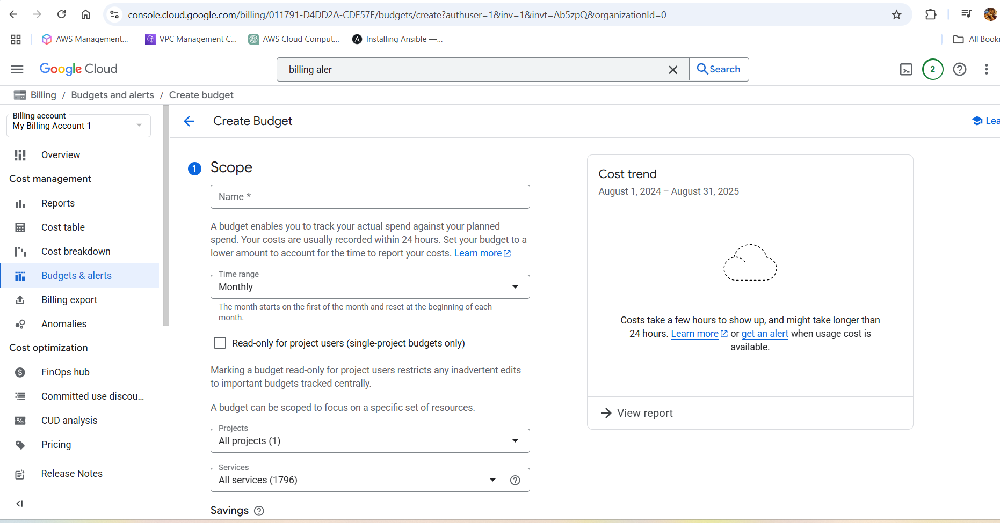 console.cloud.google.com/billing/011791-D4DD2A-CDE57F/budgets/create?authuser=1&inv=1&invt=Ab5zpQ&organizationId=0
AWS Management... VPC Management C... AWS Cloud Comput... A Installing Ansible —... All Book
Google Cloud billing aler Search 2
Billing / Budgets and alerts / Create budget
Billing account
My Billing Account 1
Overview
Cost management
Reports
Cost table
Cost breakdown
Budgets & alerts
Billing export
Anomalies
Cost optimization
FinOps hub
Committed use discou...
CUD analysis
Pricing
Release Notes
Create Budget
Lea
1 Scope
Name *
A budget enables you to track your actual spend against your planned
spend. Your costs are usually recorded within 24 hours. Set your budget to a
lower amount to account for the time to report your costs. Learn more
Time range
Monthly
The month starts on the first of the month and reset at the beginning of each
month.
Read-only for project users (single-project budgets only)
Marking a budget read-only for project users restricts any inadvertent edits
to important budgets tracked centrally.
A budget can be scoped to focus on a specific set of resources.
Projects
All projects (1)
Services
All services (1796)
Savings
Cost trend
August 1, 2024 – August 31, 2025
Costs take a few hours to show up, and might take longer than
24 hours. Learn more or get an alert when usage cost is
available.
View report